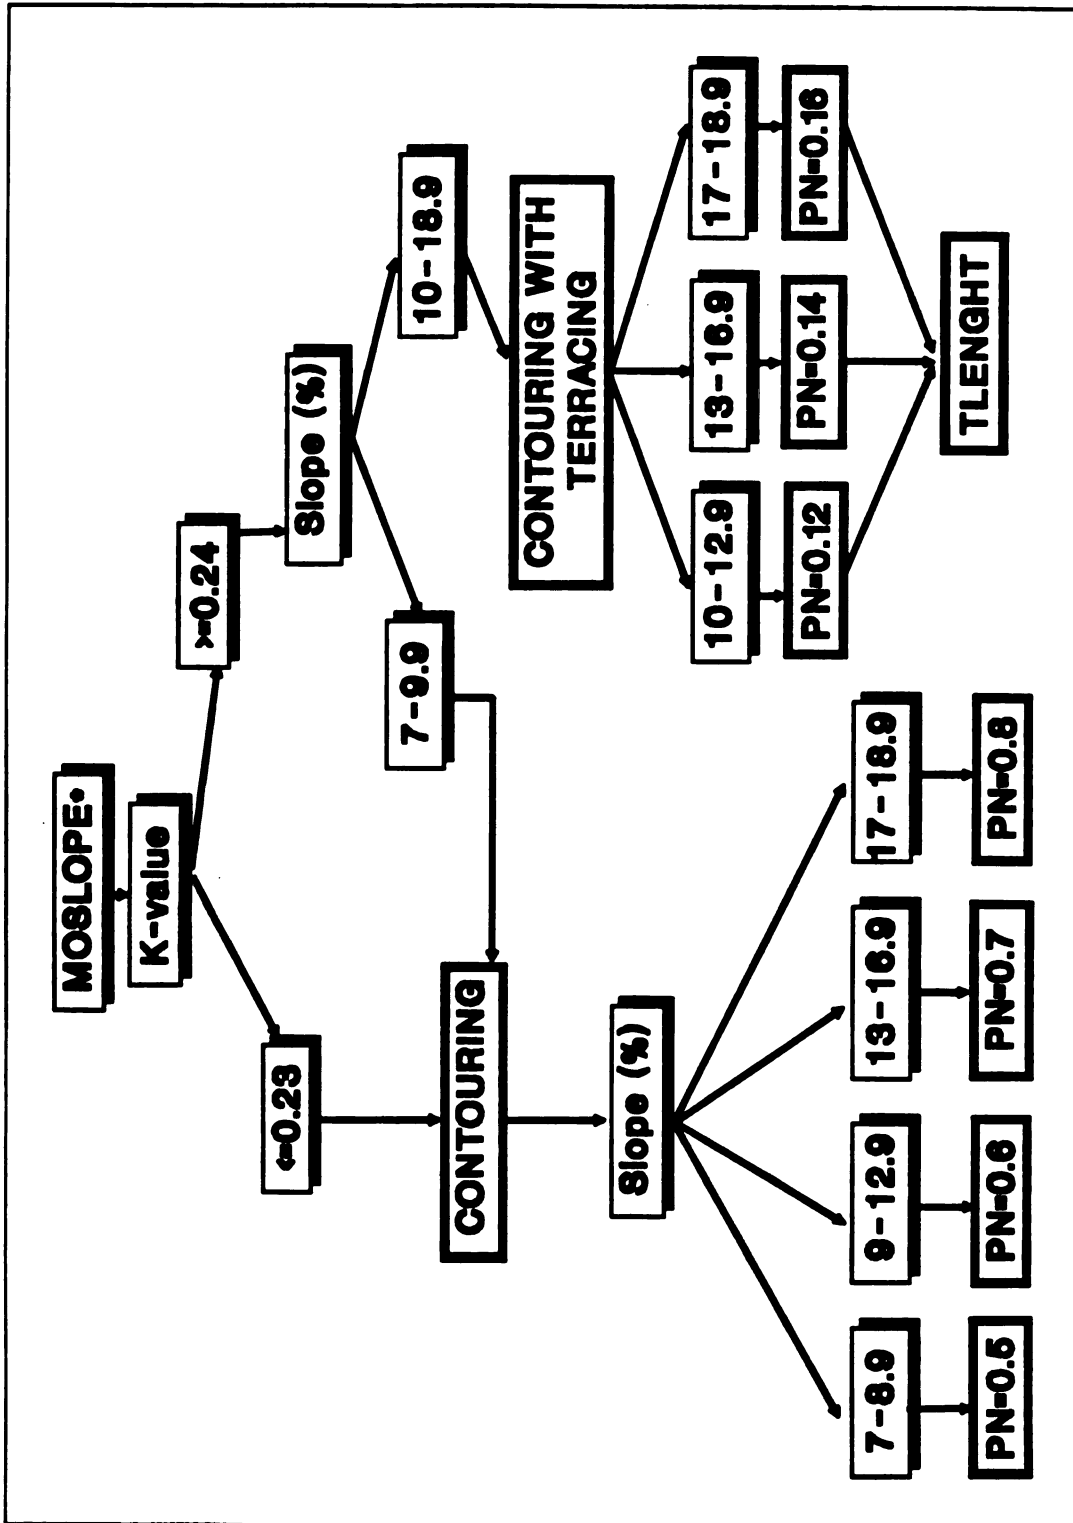 MOSLOPE*
K-value
<=0.23
>=0.24
Slope (%)
7-9.9
10-18.9
CONTOURING
CONTOURING WITH
TERRACING
Slope (%)
10-12.9
13-16.9
17-18.9
PN=0.12
PN=0.14
PN=0.16
TLENGHT
7-8.9
9-12.9
13-16.9
17-18.9
PN=0.5
PN=0.6
PN=0.7
PN=0.8